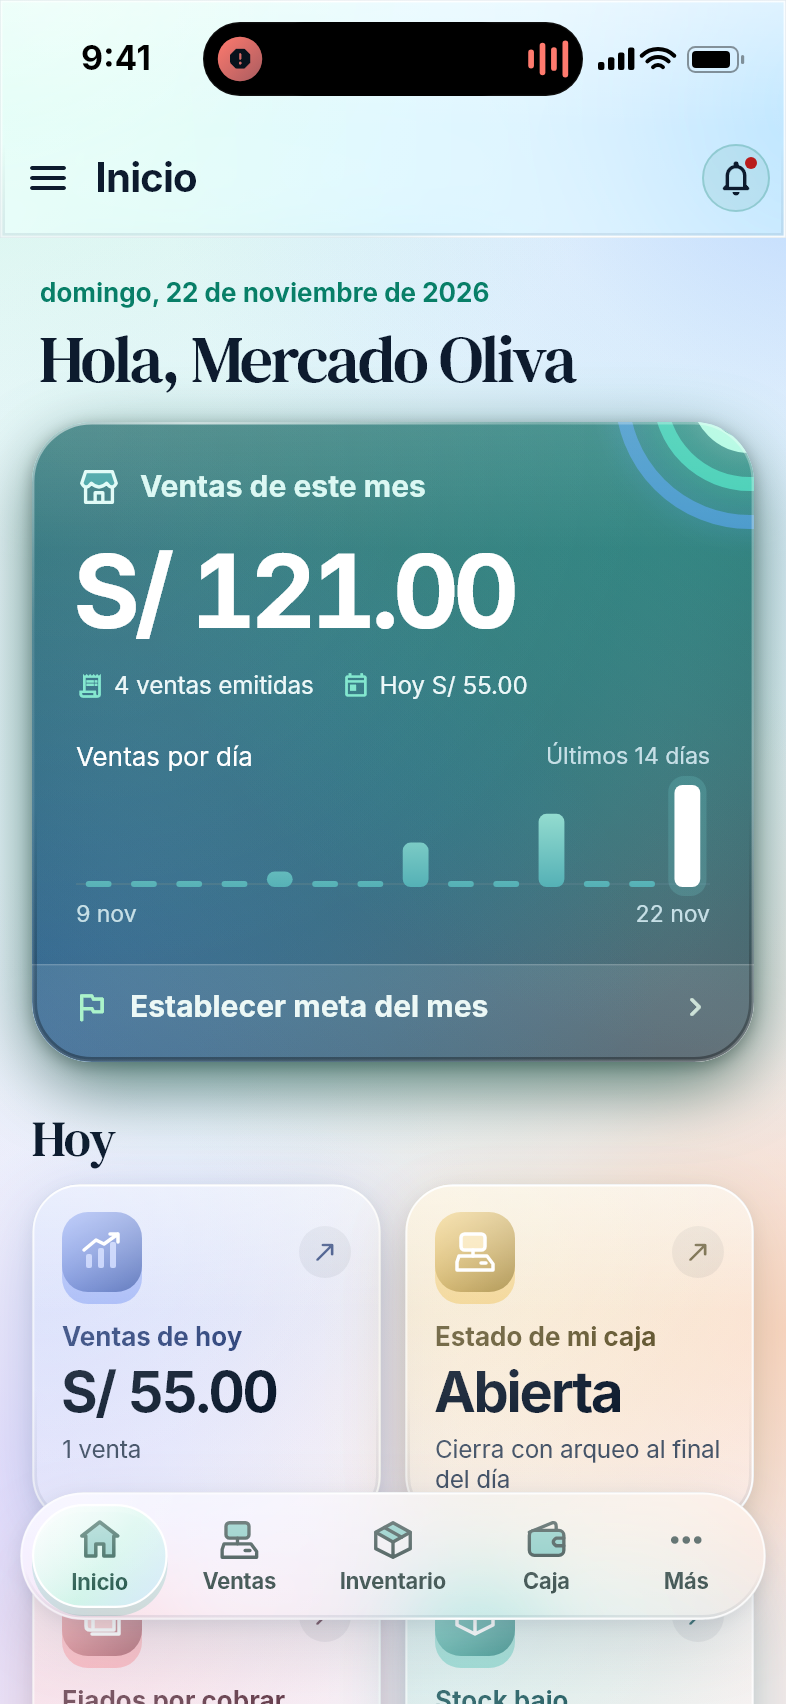 9:41
Inicio
domingo, 22 de noviembre de 2026
Hola, Mercado Oliva
Ventas de este mes
S/ 121.00
4 ventas emitidas
Hoy S/ 55.00
Ventas por día
Últimos 14 días
9 nov
22 nov
Establecer meta del mes
Hoy
Ventas de hoy
S/ 55.00
1 venta
Estado de mi caja
Abierta
Cierra con arqueo al final
del día
Inicio
Ventas
Inventario
Caja
Más
Fiados por cobrar
Stock bajo